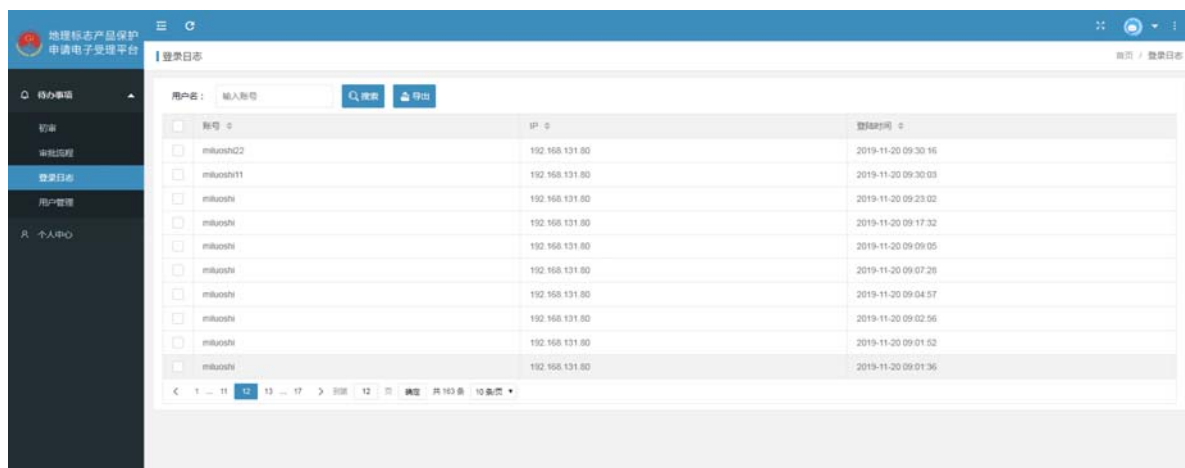 地理标志产品保护
申请电子受理平台
登录日志
首页 / 登录日志
待办事项
初审
审批流程
登录日志
用户管理
个人中心
用户名： 输入账号 搜索 导出
账号 IP 登陆时间
miluoshi22 192.168.131.80 2019-11-20 09:30:16
miluoshi11 192.168.131.80 2019-11-20 09:30:03
miluoshi 192.168.131.80 2019-11-20 09:23:02
miluoshi 192.168.131.80 2019-11-20 09:17:32
miluoshi 192.168.131.80 2019-11-20 09:09:05
miluoshi 192.168.131.80 2019-11-20 09:07:28
miluoshi 192.168.131.80 2019-11-20 09:04:57
miluoshi 192.168.131.80 2019-11-20 09:02:56
miluoshi 192.168.131.80 2019-11-20 09:01:52
miluoshi 192.168.131.80 2019-11-20 09:01:36
1 ... 11 12 13 ... 17 到第 12 页 确定 共 163 条 10 条/页